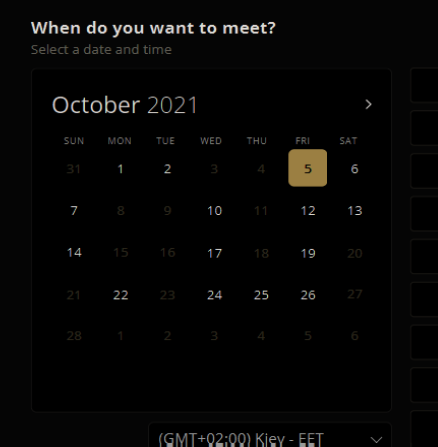 When do you want to meet?
Select a date and time
October 2021
SUN MON TUE WED THU FRI SAT
31 1 2 3 4 5 6
7 8 9 10 11 12 13
14 15 16 17 18 19 20
21 22 23 24 25 26 27
28 1 2 3 4 5 6
(GMT+02:00) Kiev - EET